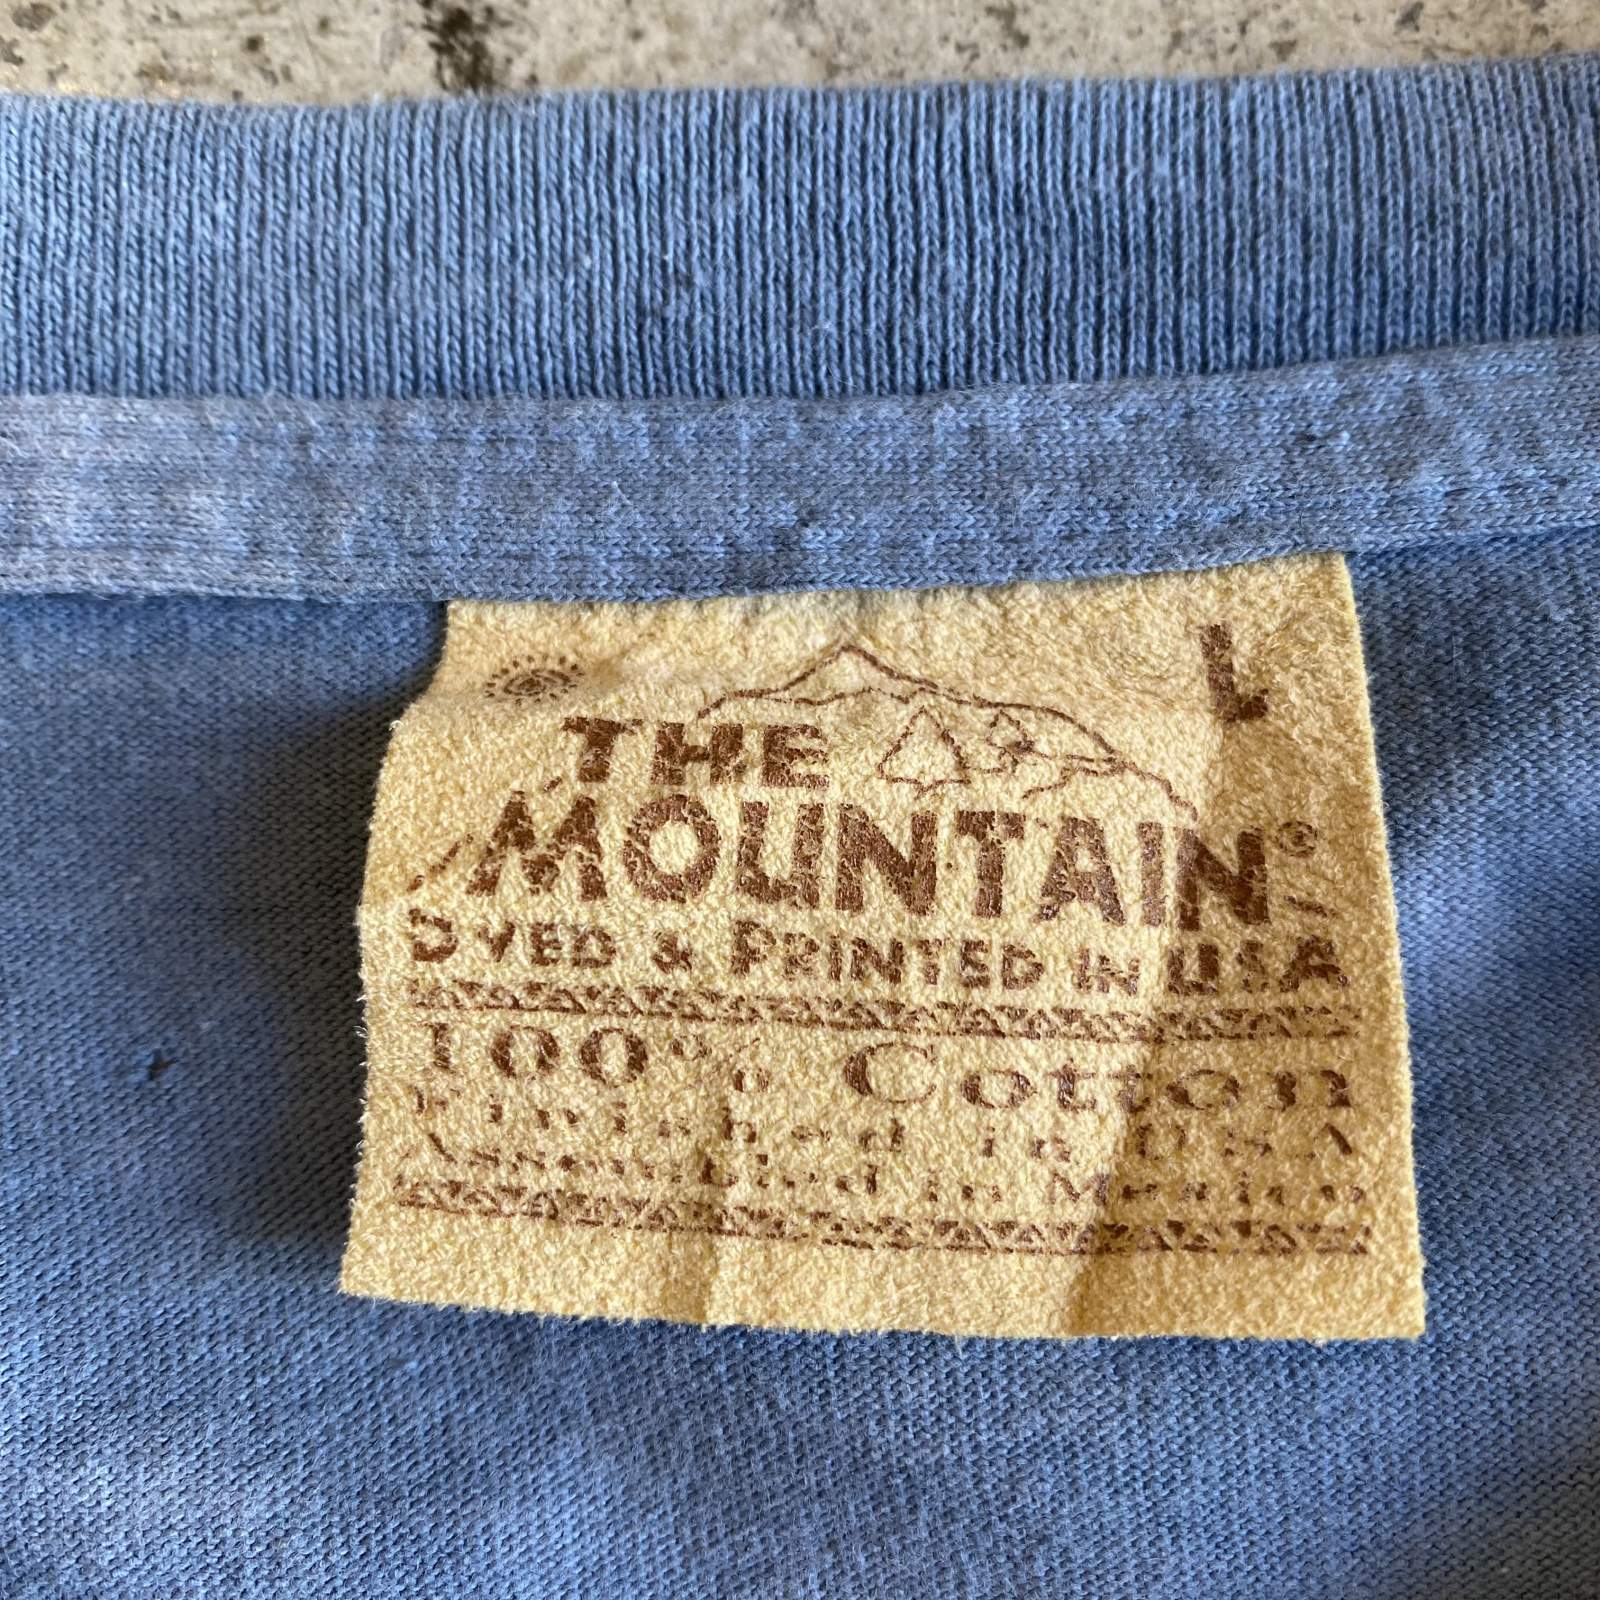 L
THE
MOUNTAIN®
DYED & PRINTED IN USA
100% Cotton
Finished in USA
Assembled in Mexico